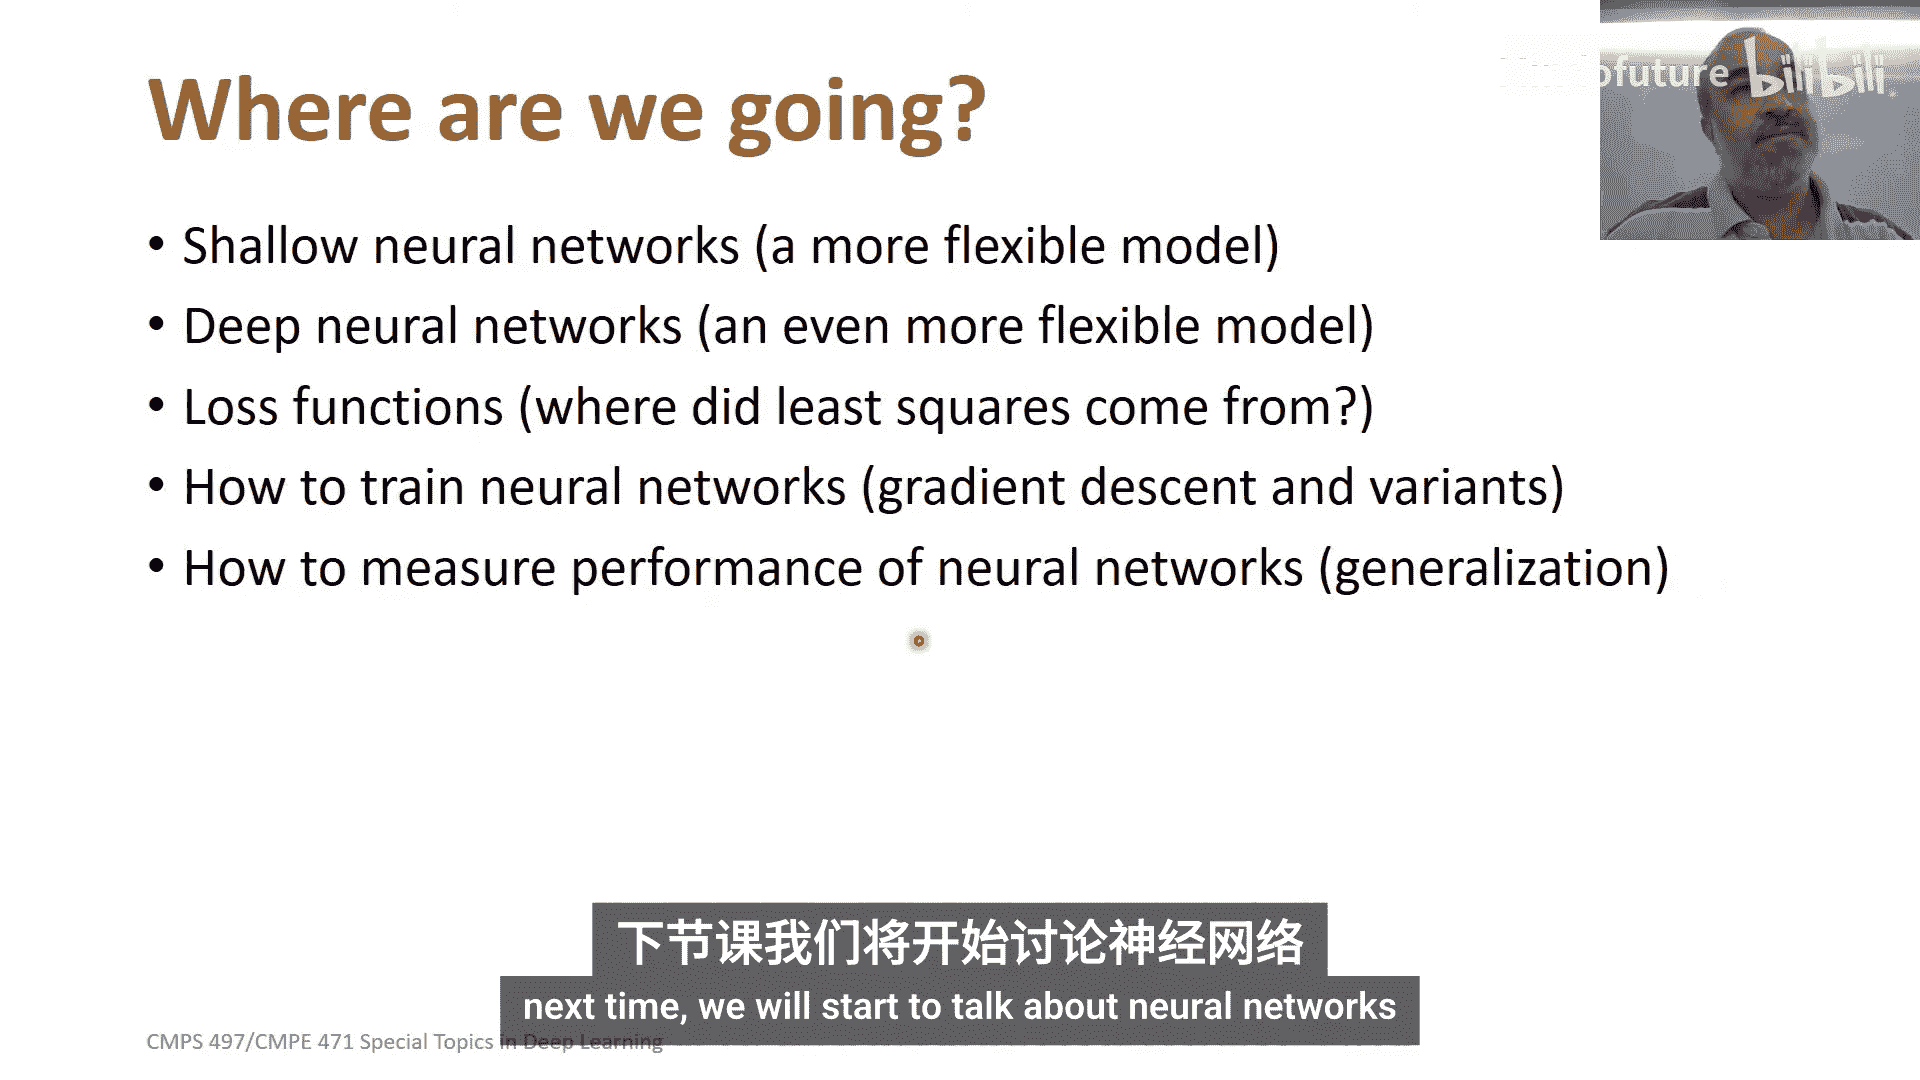 Where are we going?
bilibili
• Shallow neural networks (a more flexible model)
• Deep neural networks (an even more flexible model)
• Loss functions (where did least squares come from?)
• How to train neural networks (gradient descent and variants)
• How to measure performance of neural networks (generalization)
下节课我们将开始讨论神经网络
next time, we will start to talk about neural networks
CMPS 497/CMPE 471 Special Topics in Deep Learning